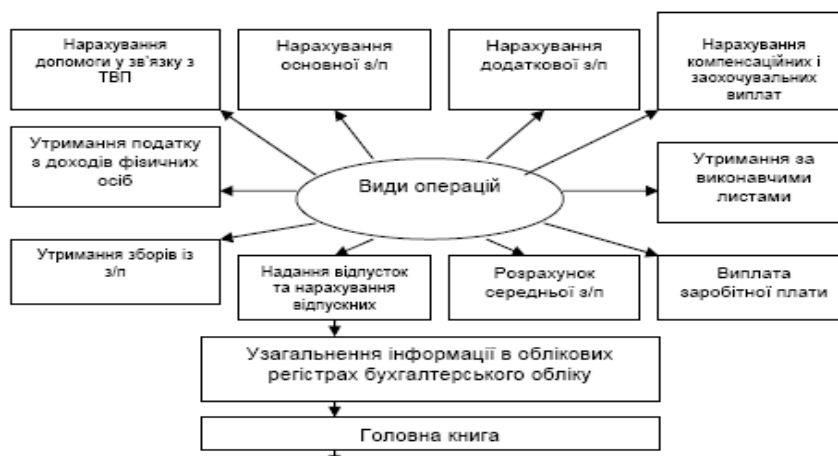 Нарахування
допомоги у зв'язку з
ТВП
Нарахування
основної з/п
Нарахування
додаткової з/п
Нарахування
компенсаційних і
заохочувальних
виплат
Утримання податку
з доходів фізичних
осіб
Види операцій
Утримання за
виконавчими
листами
Утримання зборів із
з/п
Надання відпусток
та нарахування
відпускних
Розрахунок
середньої з/п
Виплата
заробітної плати
Узагальнення інформації в облікових
регістрах бухгалтерського обліку
Головна книга